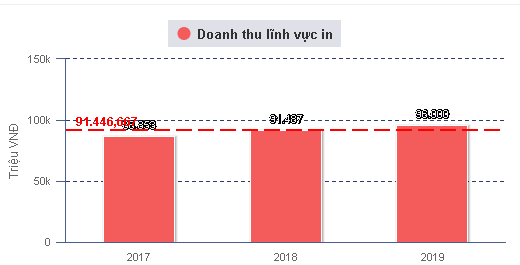 Doanh thu lĩnh vực in
150k
100k
50k
0
Triệu VNĐ
91.446,667
91.487
2017
2018
2019